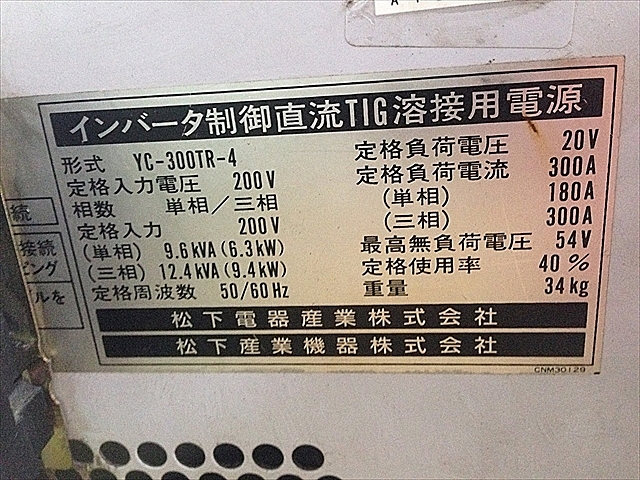 インバータ制御直流TIG溶接用電源
形式 YC-300TR-4
定格入力電圧 200V
相数 単相／三相
定格入力 200V
(単相) 9.6kVA(6.3kW)
(三相) 12.4kVA(9.4kW)
定格周波数 50/60Hz
定格負荷電圧 20V
定格負荷電流 300A
(単相) 180A
(三相) 300A
最高無負荷電圧 54V
定格使用率 40%
重量 34kg
松下電器産業株式会社
松下産業機器株式会社
CNM30129
続
接続
ピング
ルを